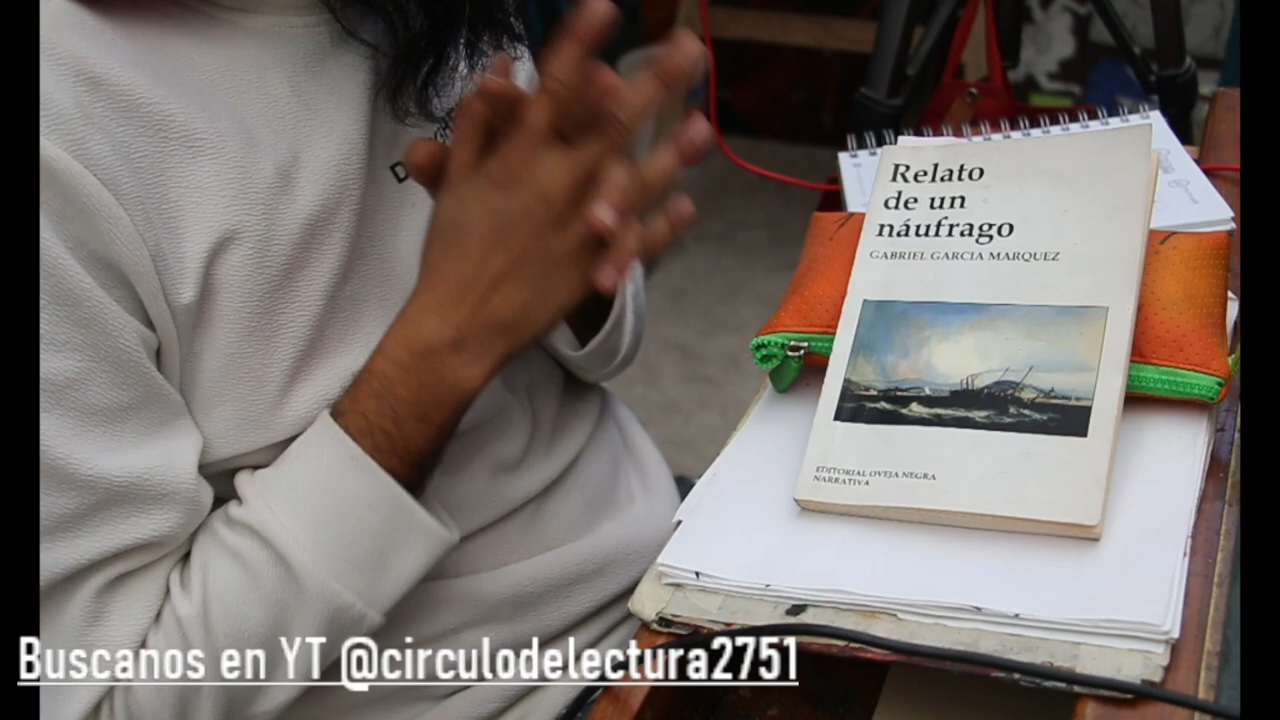 Relato
de un
náufrago
GABRIEL GARCIA MARQUEZ
EDITORIAL OVEJA NEGRA
NARRATIVA
Buscanos en YT @circulodelectura2751